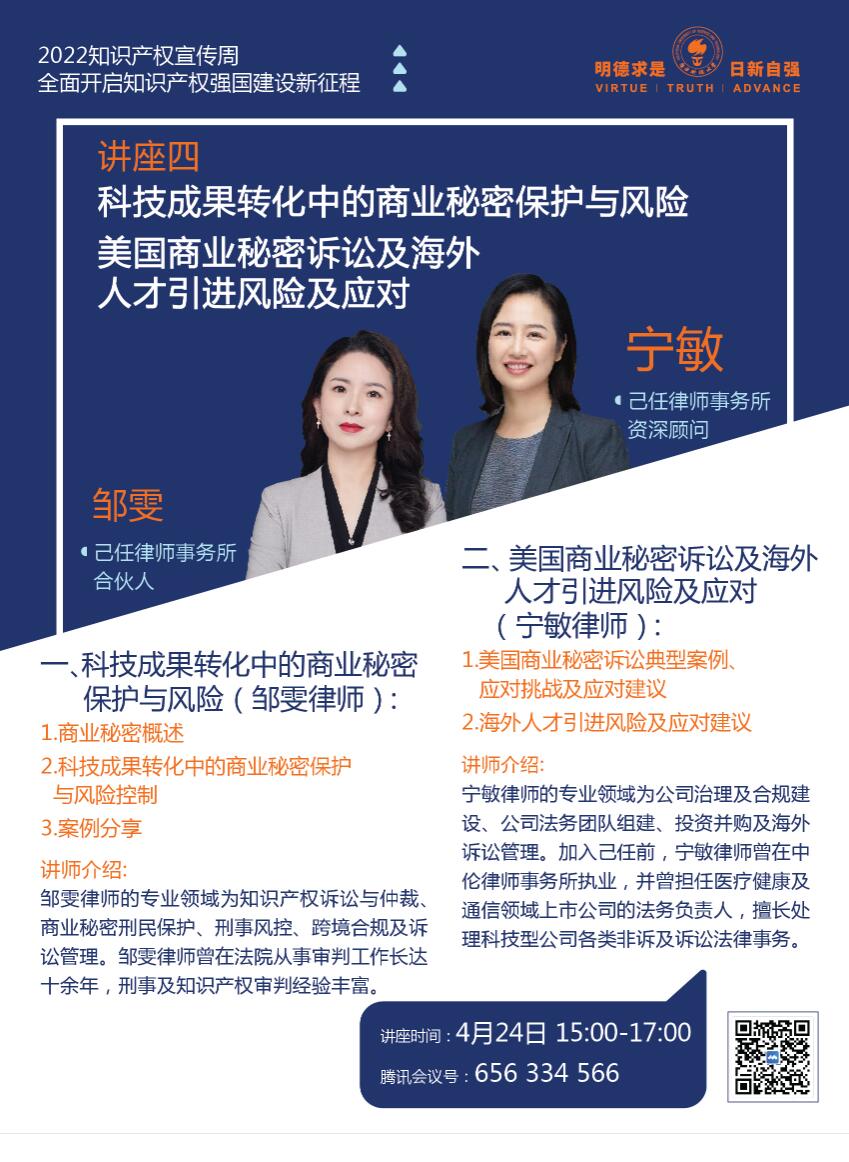 2022知识产权宣传周
全面开启知识产权强国建设新征程
明德求是 日新自强
VIRTUE | TRUTH | ADVANCE
讲座四
科技成果转化中的商业秘密保护与风险
美国商业秘密诉讼及海外
人才引进风险及应对
宁敏
己任律师事务所
资深顾问
邹雯
己任律师事务所
合伙人
一、科技成果转化中的商业秘密
保护与风险（邹雯律师）：
1.商业秘密概述
2.科技成果转化中的商业秘密保护
与风险控制
3.案例分享
讲师介绍:
邹雯律师的专业领域为知识产权诉讼与仲裁、
商业秘密刑民保护、刑事风控、跨境合规及诉
讼管理。邹雯律师曾在法院从事审判工作长达
十余年，刑事及知识产权审判经验丰富。
二、美国商业秘密诉讼及海外
人才引进风险及应对
（宁敏律师）：
1.美国商业秘密诉讼典型案例、
应对挑战及应对建议
2.海外人才引进风险及应对建议
讲师介绍:
宁敏律师的专业领域为公司治理及合规建
设、公司法务团队组建、投资并购及海外
诉讼管理。加入己任前，宁敏律师曾在中
伦律师事务所执业，并曾担任医疗健康及
通信领域上市公司的法务负责人，擅长处
理科技型公司各类非诉及诉讼法律事务。
讲座时间：4月24日 15:00-17:00
腾讯会议号：656 334 566